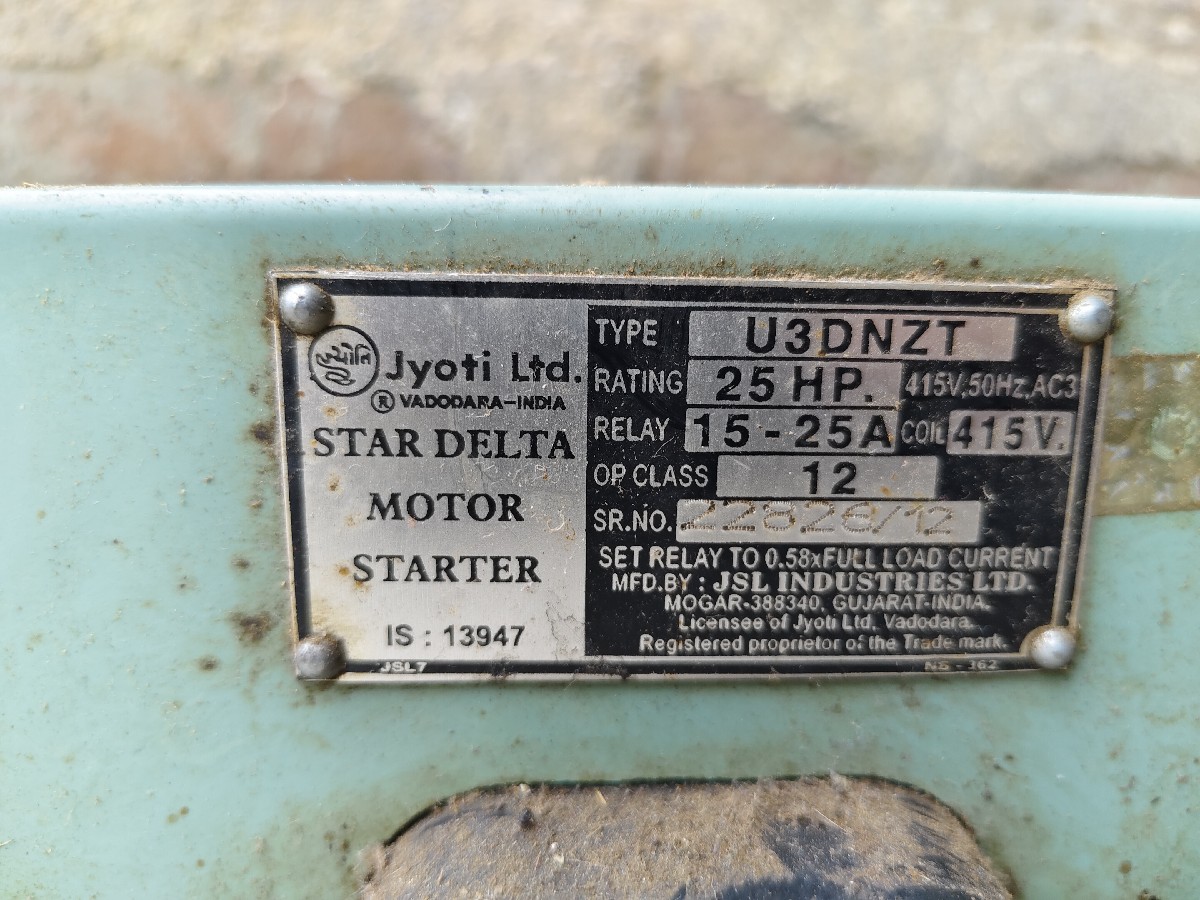 ज्योति Jyoti Ltd.
® VADODARA-INDIA
STAR DELTA
MOTOR
STARTER
IS : 13947
JSL7
TYPE U3DNZT
RATING 25 HP. 415V,50Hz,AC3
RELAY 15-25A COIL 415V.
OP CLASS 12
SR.NO. 22826/12
SET RELAY TO 0.58xFULL LOAD CURRENT
MFD.BY : JSL INDUSTRIES LTD.
MOGAR-388340, GUJARAT-INDIA.
Licensee of Jyoti Ltd, Vadodara.
Registered proprietor of the Trade mark.
NS - 362